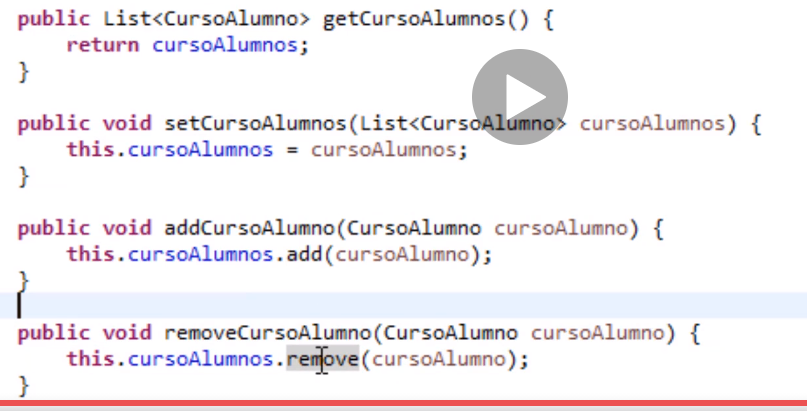 public List<CursoAlumno> getCursoAlumnos() {
return cursoAlumnos;
}
public void setCursoAlumnos(List<CursoAlumno> cursoAlumnos) {
this.cursoAlumnos = cursoAlumnos;
}
public void addCursoAlumno(CursoAlumno cursoAlumno) {
this.cursoAlumnos.add(cursoAlumno);
}
public void removeCursoAlumno(CursoAlumno cursoAlumno) {
this.cursoAlumnos.remove(cursoAlumno);
}